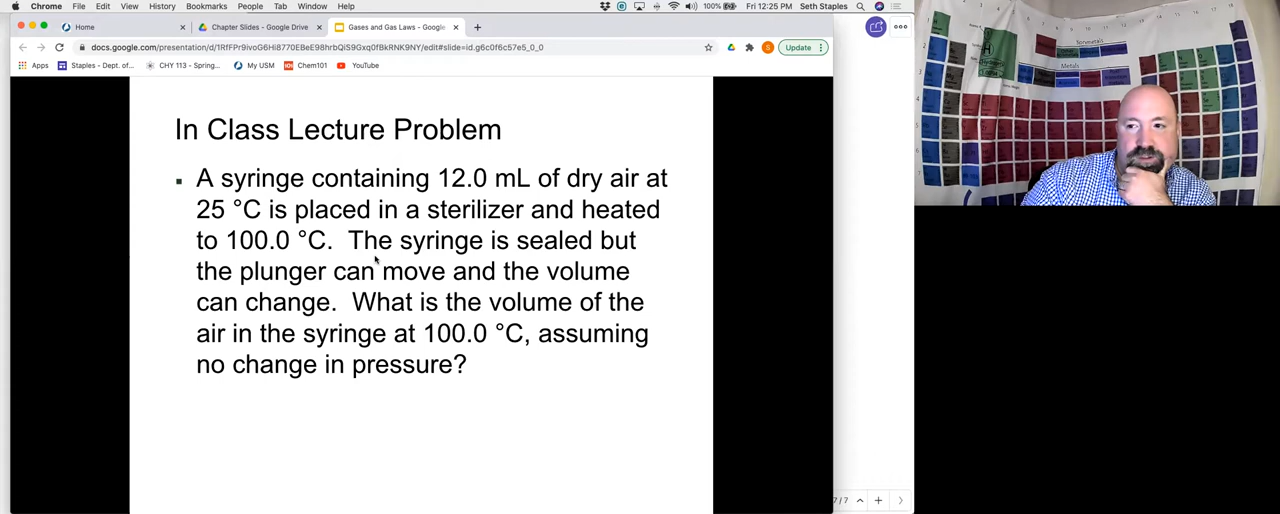 Chrome File Edit View History Bookmarks People Tab Window Help 100% Fri 12:25 PM Seth Staples
Home Chapter Slides - Google Drive Gases and Gas Laws - Google
docs.google.com/presentation/d/1RfFPr9ivoG6Hi8770EBeE98hrbQiS9Gxq0fBkRNK9NY/edit#slide=id.g6c0f6c57e5_0_0 S Update
Apps Staples - Dept. of... CHY 113 - Spring... My USM Chem101 YouTube
In Class Lecture Problem
▪ A syringe containing 12.0 mL of dry air at
25 °C is placed in a sterilizer and heated
to 100.0 °C. The syringe is sealed but
the plunger can move and the volume
can change. What is the volume of the
air in the syringe at 100.0 °C, assuming
no change in pressure?
7/7
Metals
H
Hydrogen